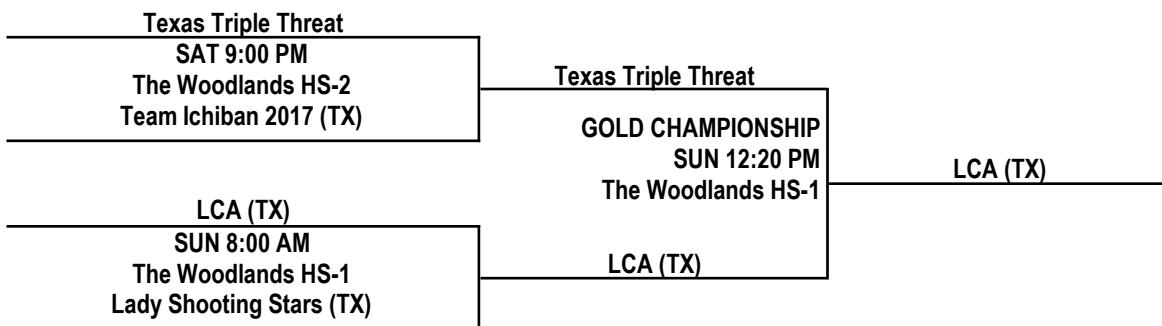 Texas Triple Threat
SAT 9:00 PM
The Woodlands HS-2
Team Ichiban 2017 (TX)
Texas Triple Threat
GOLD CHAMPIONSHIP
SUN 12:20 PM
The Woodlands HS-1
LCA (TX)
LCA (TX)
SUN 8:00 AM
The Woodlands HS-1
Lady Shooting Stars (TX)
LCA (TX)